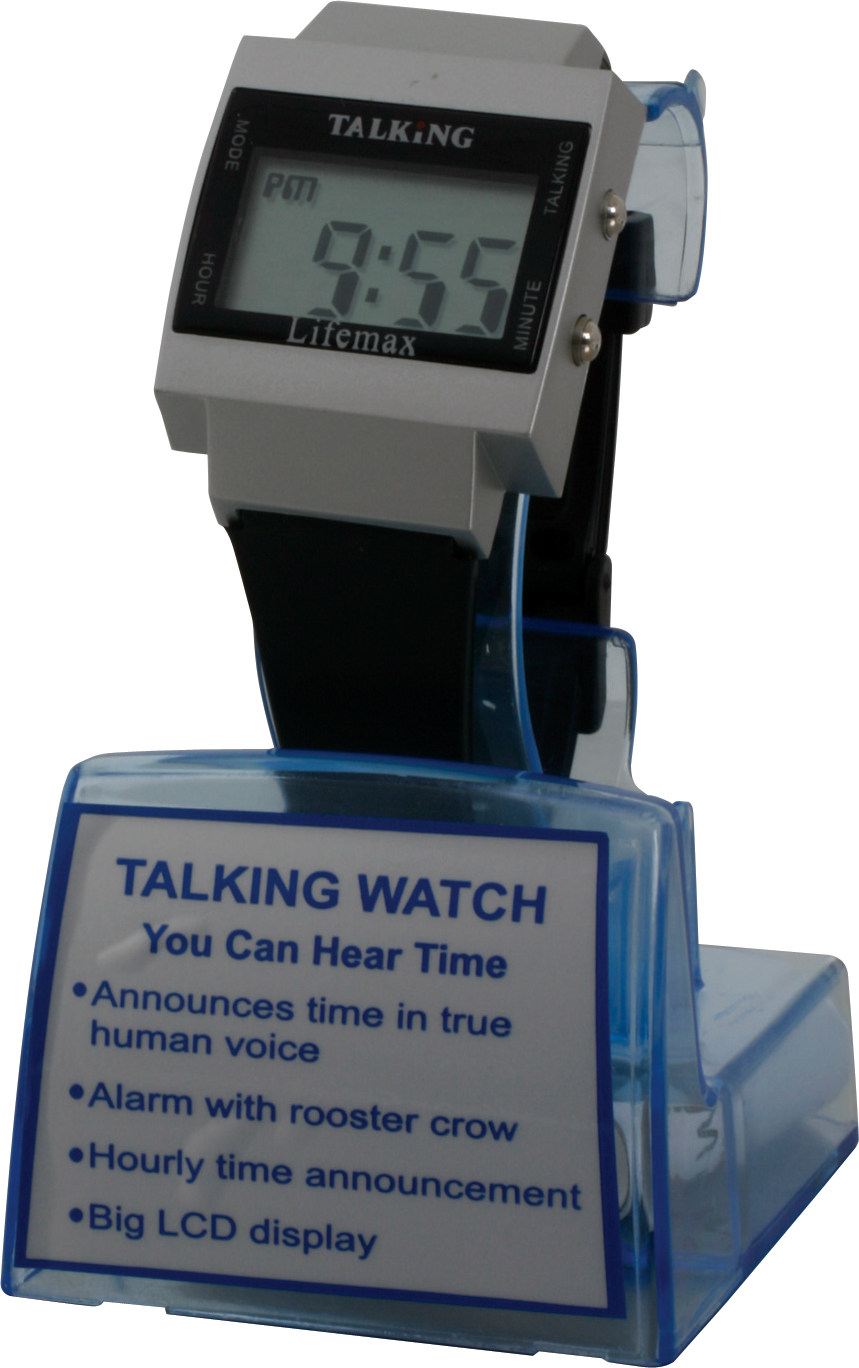 TALKiNG
.MODE
TALKING
PM
9:55
HOUR
MINUTE
Lifemax
TALKING WATCH
You Can Hear Time
•Announces time in true
human voice
•Alarm with rooster crow
•Hourly time announcement
•Big LCD display